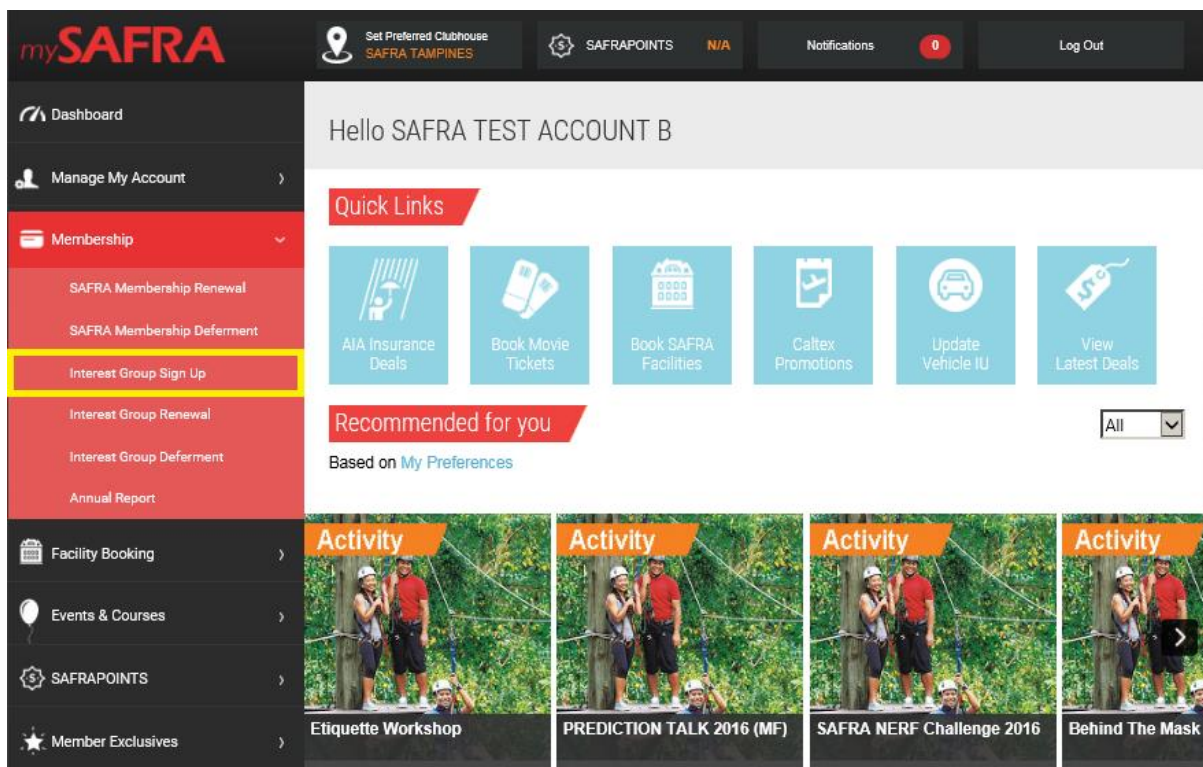 mySAFRA
Set Preferred Clubhouse
SAFRA TAMPINES
SAFRAPOINTS N/A
Notifications 0
Log Out
Dashboard
Manage My Account
Membership
SAFRA Membership Renewal
SAFRA Membership Deferment
Interest Group Sign Up
Interest Group Renewal
Interest Group Deferment
Annual Report
Facility Booking
Events & Courses
SAFRAPOINTS
Member Exclusives
Hello SAFRA TEST ACCOUNT B
Quick Links
AIA Insurance
Deals
Book Movie
Tickets
Book SAFRA
Facilities
Caltex
Promotions
Update
Vehicle IU
View
Latest Deals
Recommended for you
All
Based on My Preferences
Activity
Etiquette Workshop
Activity
PREDICTION TALK 2016 (MF)
Activity
SAFRA NERF Challenge 2016
Activity
Behind The Mask